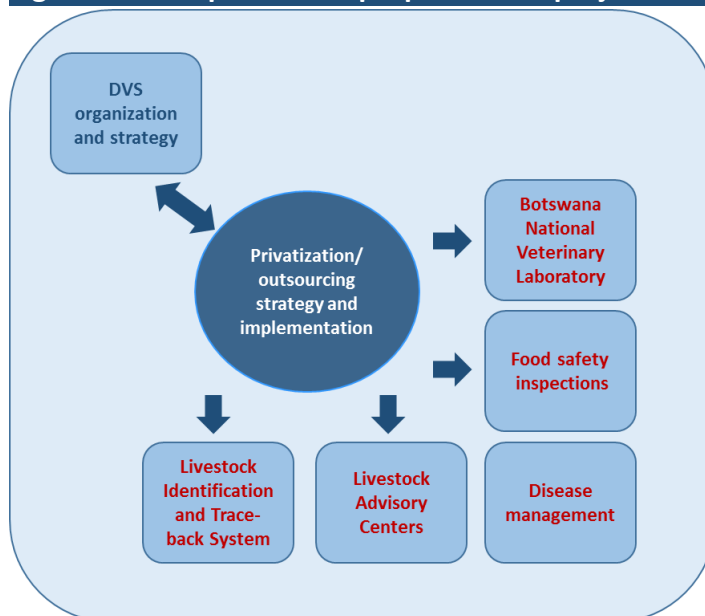 DVS
organization
and strategy
Privatization/
outsourcing
strategy and
implementation
Botswana
National
Veterinary
Laboratory
Food safety
inspections
Livestock
Identification
and Trace-
back System
Livestock
Advisory
Centers
Disease
management